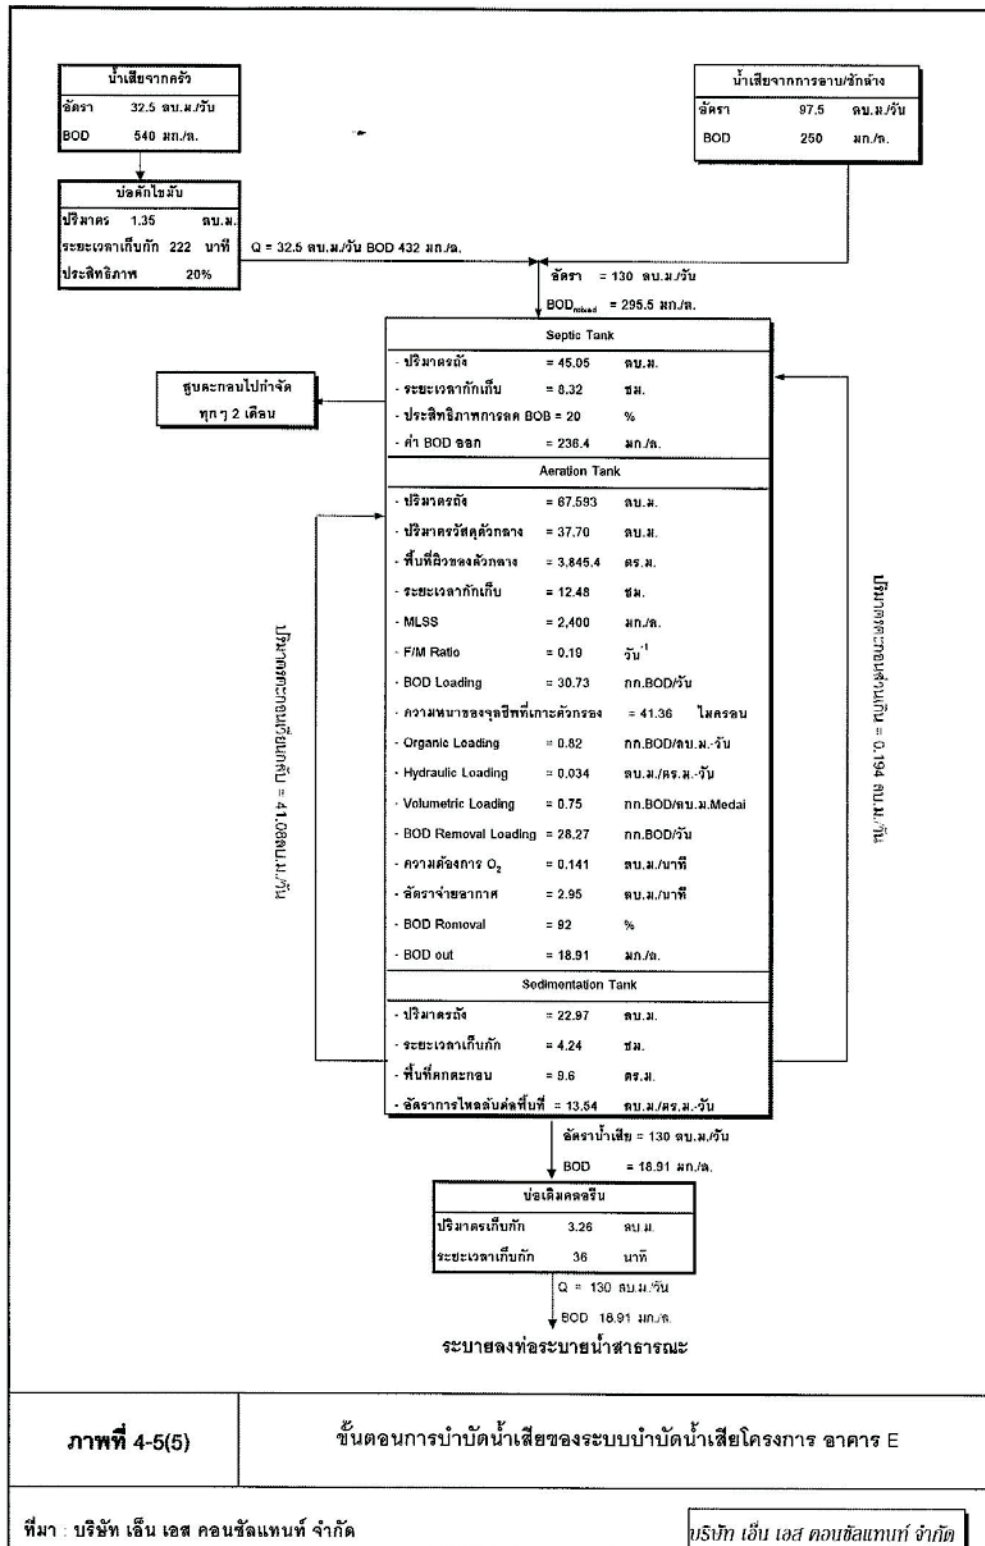 น้ำเสียจากครัว
อัตรา 32.5 ลบ.ม./วัน
BOD 540 มก./ล.
น้ำเสียจากการอาบ/ซักล้าง
อัตรา 97.5 ลบ.ม./วัน
BOD 250 มก./ล.
บ่อดักไขมัน
ปริมาตร 1.35 ลบ.ม.
ระยะเวลาเก็บกัก 222 นาที
ประสิทธิภาพ 20%
Q = 32.5 ลบ.ม./วัน BOD 432 มก./ล.
อัตรา = 130 ลบ.ม./วัน
BODmixed = 295.5 มก./ล.
Septic Tank
- ปริมาตรถัง = 45.05 ลบ.ม.
- ระยะเวลากักเก็บ = 8.32 ชม.
- ประสิทธิภาพการลด BOB = 20 %
- ค่า BOD ออก = 236.4 มก./ล.
สูบตะกอนไปกำจัด
ทุกๆ 2 เดือน
Aeration Tank
- ปริมาตรถัง = 67.593 ลบ.ม.
- ปริมาตรวัสดุตัวกลาง = 37.70 ลบ.ม.
- พื้นที่ผิวของตัวกลาง = 3,845.4 ตร.ม.
- ระยะเวลากักเก็บ = 12.48 ชม.
- MLSS = 2,400 มก./ล.
- F/M Ratio = 0.19 วัน⁻¹
- BOD Loading = 30.73 กก.BOD/วัน
- ความหนาของจุลชีพที่เกาะตัวกรอง = 41.36 ไมครอน
- Organic Loading = 0.82 กก.BOD/ลบ.ม.-วัน
- Hydraulic Loading = 0.034 ลบ.ม./ตร.ม.-วัน
- Volumetric Loading = 0.75 กก.BOD/ลบ.ม.Medai
- BOD Removal Loading = 28.27 กก.BOD/วัน
- ความต้องการ O₂ = 0.141 ลบ.ม./นาที
- อัตราจ่ายอากาศ = 2.95 ลบ.ม./นาที
- BOD Romoval = 92 %
- BOD out = 18.91 มก./ล.
Sedimentation Tank
- ปริมาตรถัง = 22.97 ลบ.ม.
- ระยะเวลาเก็บกัก = 4.24 ชม.
- พื้นที่ตกตะกอน = 9.6 ตร.ม.
- อัตราการไหลล้นต่อพื้นที่ = 13.54 ลบ.ม./ตร.ม.-วัน
ปริมาตรตะกอนเวียนกลับ = 41.08ลบ.ม./วัน
ปริมาตรตะกอนส่วนเกิน = 0.194 ลบ.ม./วัน
อัตราน้ำเสีย = 130 ลบ.ม./วัน
BOD = 18.91 มก./ล.
บ่อเติมคลอรีน
ปริมาตรเก็บกัก 3.26 ลบ.ม.
ระยะเวลาเก็บกัก 36 นาที
Q = 130 ลบ.ม./วัน
BOD 18.91 มก./ล.
ระบายลงท่อระบายน้ำสาธารณะ
ภาพที่ 4-5(5)
ขั้นตอนการบำบัดน้ำเสียของระบบบำบัดน้ำเสียโครงการ อาคาร E
ที่มา : บริษัท เอ็น เอส คอนซัลแทนท์ จำกัด
บริษัท เอ็น เอส คอนซัลแทนท์ จำกัด